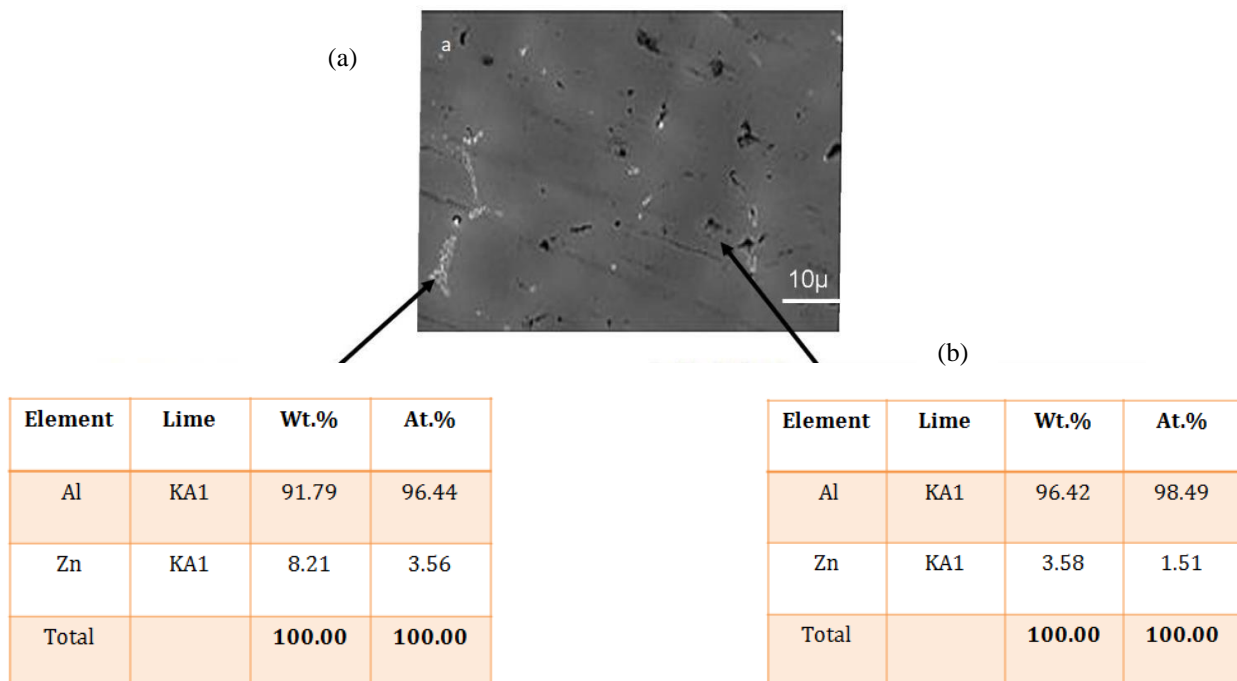 (a)
a
10μ
(b)
Element Lime Wt.% At.%
Al KA1 91.79 96.44
Zn KA1 8.21 3.56
Total 100.00 100.00
Element Lime Wt.% At.%
Al KA1 96.42 98.49
Zn KA1 3.58 1.51
Total 100.00 100.00